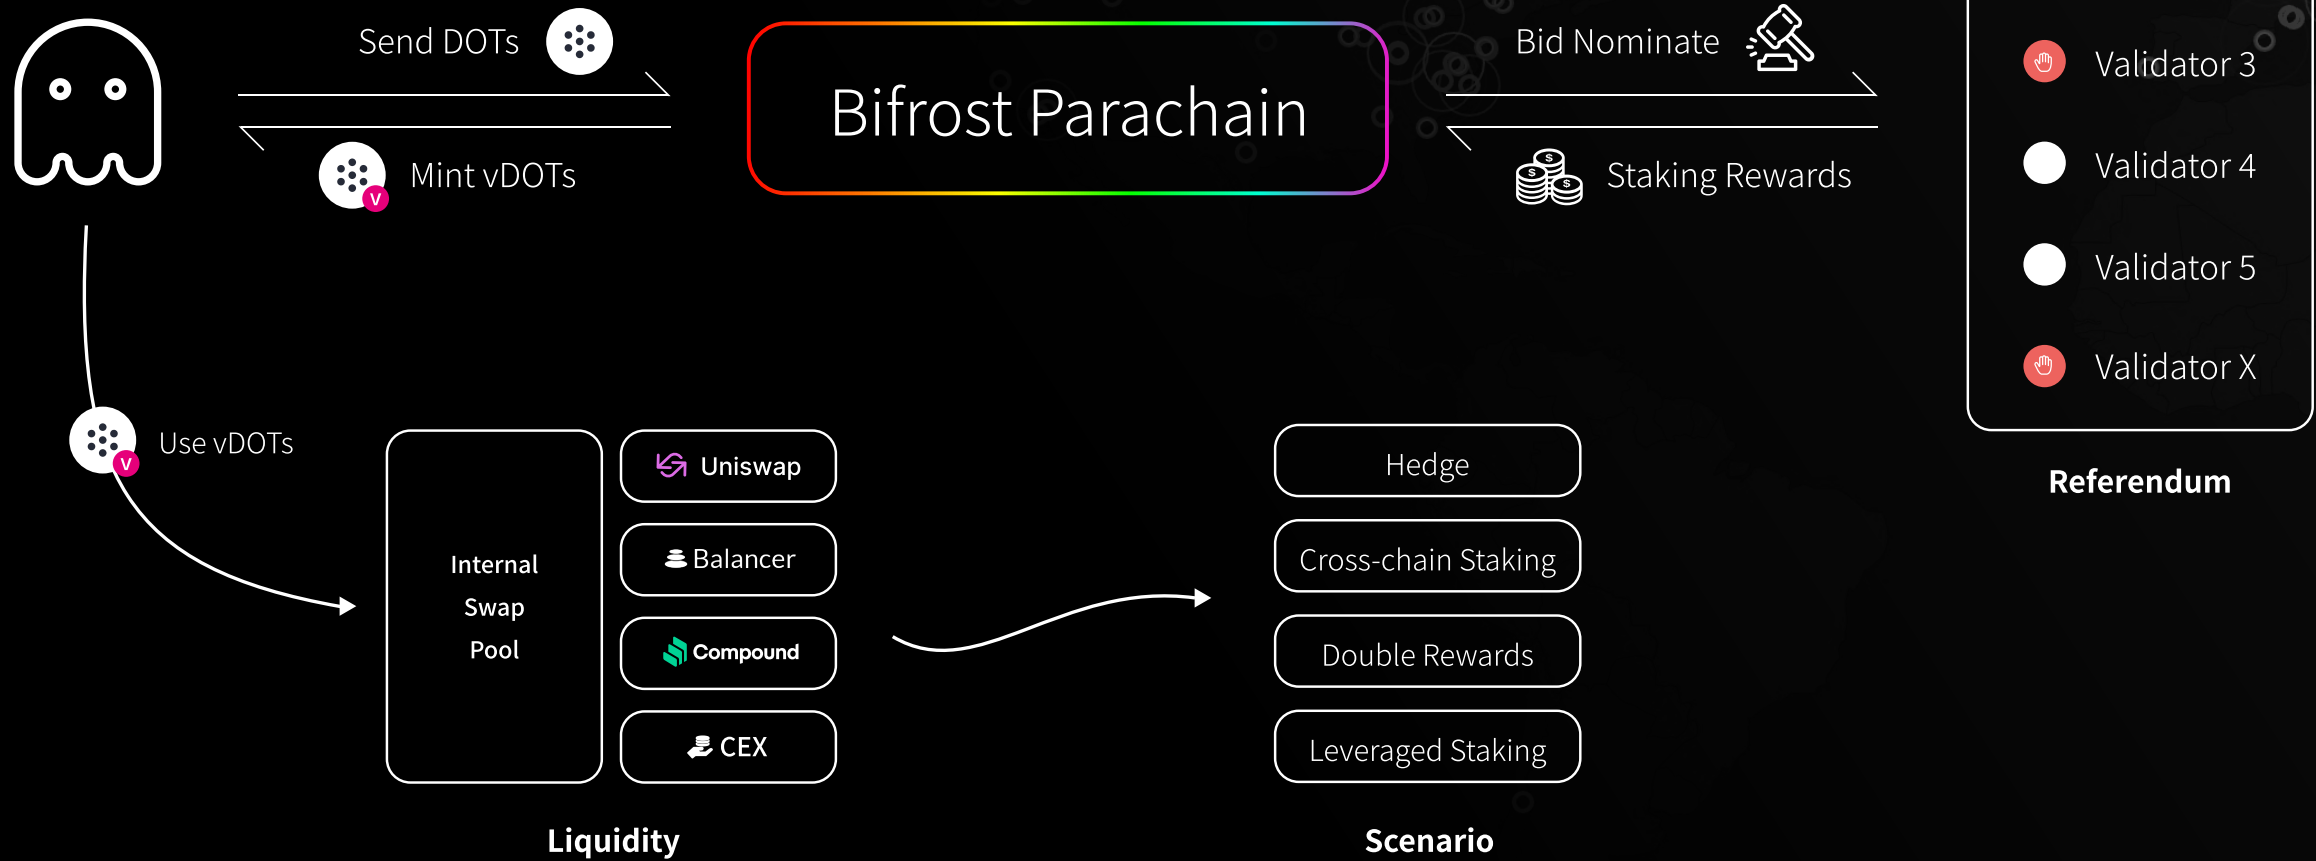 Send DOTs
Mint vDOTs
V
Bifrost Parachain
Bid Nominate
$
$
$
Staking Rewards
Validator 3
Validator 4
Validator 5
Validator X
Referendum
V
Use vDOTs
Internal
Swap
Pool
Uniswap
Balancer
Compound
CEX
Liquidity
Hedge
Cross-chain Staking
Double Rewards
Leveraged Staking
Scenario